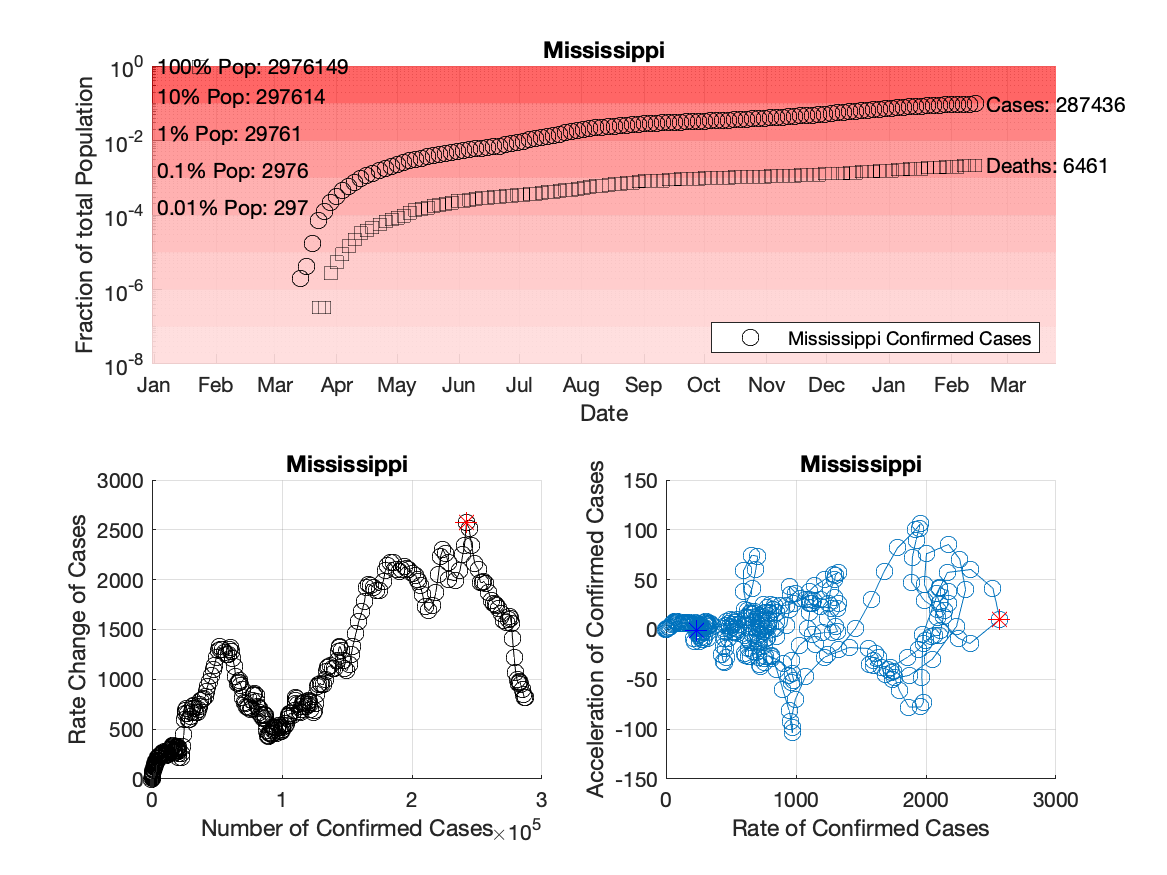 Mississippi
Fraction of total Population
10^0
10^-2
10^-4
10^-6
10^-8
100% Pop: 2976149
10% Pop: 297614
1% Pop: 29761
0.1% Pop: 2976
0.01% Pop: 297
Cases: 287436
Deaths: 6461
Mississippi Confirmed Cases
Jan Feb Mar Apr May Jun Jul Aug Sep Oct Nov Dec Jan Feb Mar
Date
Mississippi
Rate Change of Cases
3000
2500
2000
1500
1000
500
0
0 1 2 3
Number of Confirmed Cases ×10^5
Mississippi
Acceleration of Confirmed Cases
150
100
50
0
-50
-100
-150
0 1000 2000 3000
Rate of Confirmed Cases